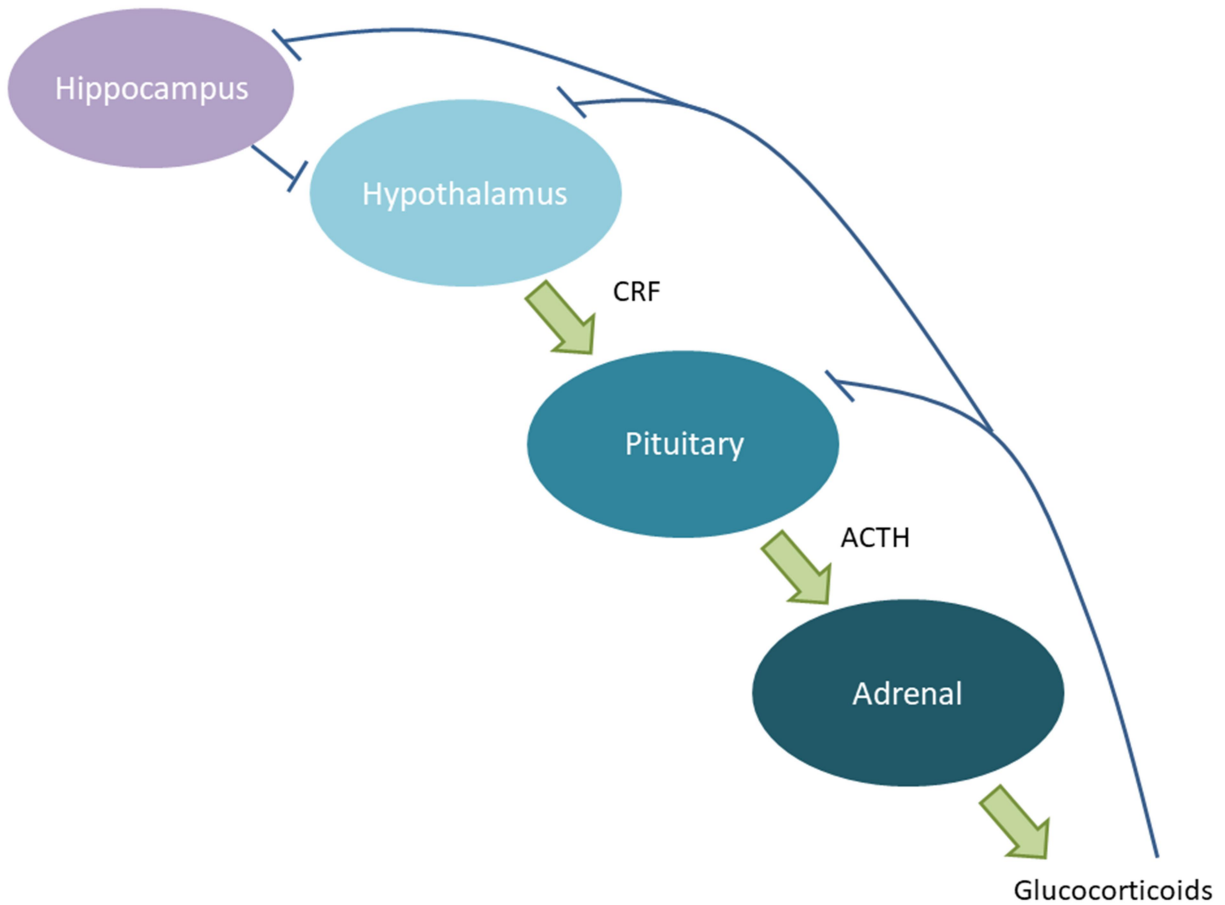 Hippocampus
Hypothalamus
CRF
Pituitary
ACTH
Adrenal
Glucocorticoids